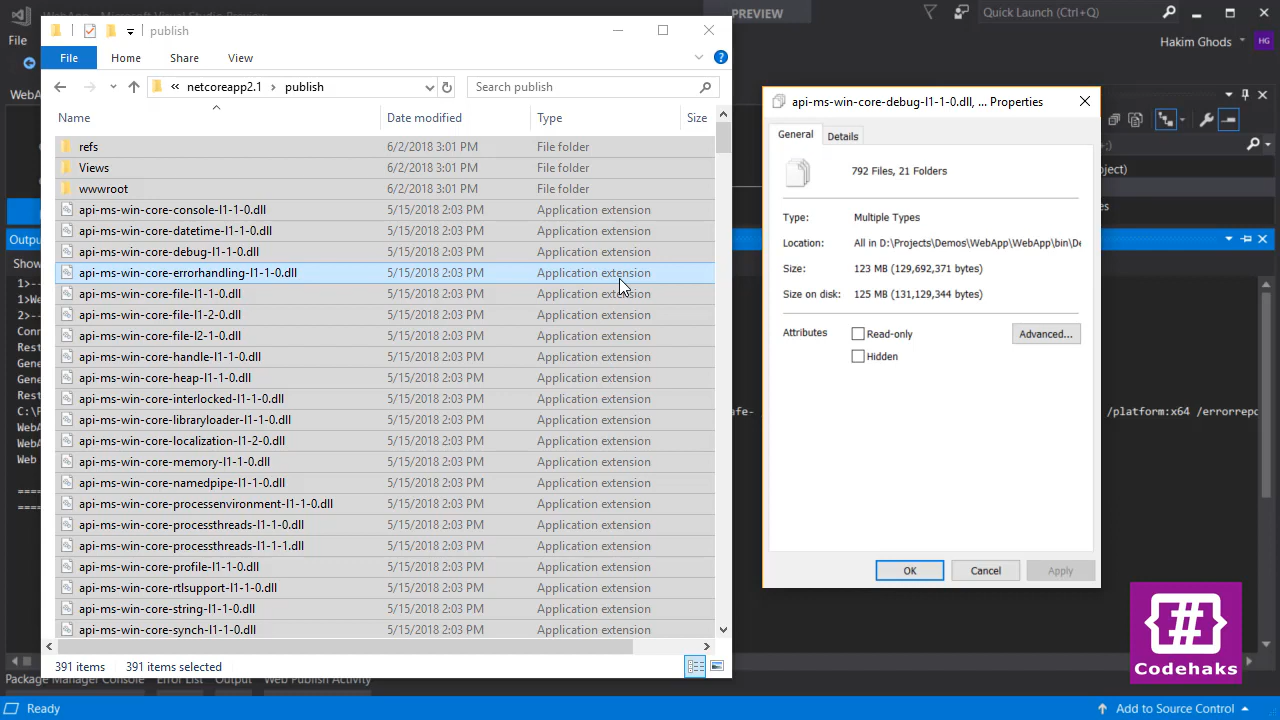 WebApp - Microsoft Visual Studio Preview
PREVIEW
Quick Launch (Ctrl+Q)
File
Hakim Ghods
HG
publish
File
Home
Share
View
« netcoreapp2.1 > publish
Search publish
Name
Date modified
Type
Size
refs 6/2/2018 3:01 PM File folder
Views 6/2/2018 3:01 PM File folder
wwwroot 6/2/2018 3:01 PM File folder
api-ms-win-core-console-l1-1-0.dll 5/15/2018 2:03 PM Application extension
api-ms-win-core-datetime-l1-1-0.dll 5/15/2018 2:03 PM Application extension
api-ms-win-core-debug-l1-1-0.dll 5/15/2018 2:03 PM Application extension
api-ms-win-core-errorhandling-l1-1-0.dll 5/15/2018 2:03 PM Application extension
api-ms-win-core-file-l1-1-0.dll 5/15/2018 2:03 PM Application extension
api-ms-win-core-file-l1-2-0.dll 5/15/2018 2:03 PM Application extension
api-ms-win-core-file-l2-1-0.dll 5/15/2018 2:03 PM Application extension
api-ms-win-core-handle-l1-1-0.dll 5/15/2018 2:03 PM Application extension
api-ms-win-core-heap-l1-1-0.dll 5/15/2018 2:03 PM Application extension
api-ms-win-core-interlocked-l1-1-0.dll 5/15/2018 2:03 PM Application extension
api-ms-win-core-libraryloader-l1-1-0.dll 5/15/2018 2:03 PM Application extension
api-ms-win-core-localization-l1-2-0.dll 5/15/2018 2:03 PM Application extension
api-ms-win-core-memory-l1-1-0.dll 5/15/2018 2:03 PM Application extension
api-ms-win-core-namedpipe-l1-1-0.dll 5/15/2018 2:03 PM Application extension
api-ms-win-core-processenvironment-l1-1-0.dll 5/15/2018 2:03 PM Application extension
api-ms-win-core-processthreads-l1-1-0.dll 5/15/2018 2:03 PM Application extension
api-ms-win-core-processthreads-l1-1-1.dll 5/15/2018 2:03 PM Application extension
api-ms-win-core-profile-l1-1-0.dll 5/15/2018 2:03 PM Application extension
api-ms-win-core-rtlsupport-l1-1-0.dll 5/15/2018 2:03 PM Application extension
api-ms-win-core-string-l1-1-0.dll 5/15/2018 2:03 PM Application extension
api-ms-win-core-synch-l1-1-0.dll 5/15/2018 2:03 PM Application extension
391 items 391 items selected
api-ms-win-core-debug-l1-1-0.dll, ... Properties
General
Details
792 Files, 21 Folders
Type: Multiple Types
Location: All in D:\Projects\Demos\WebApp\WebApp\bin\De
Size: 123 MB (129,692,371 bytes)
Size on disk: 125 MB (131,129,344 bytes)
Attributes
Read-only
Hidden
Advanced...
OK
Cancel
Apply
/platform:x64 /errorrepo
Codehaks
Package Manager Console Error List Output Web Publish Activity
Ready
Add to Source Control